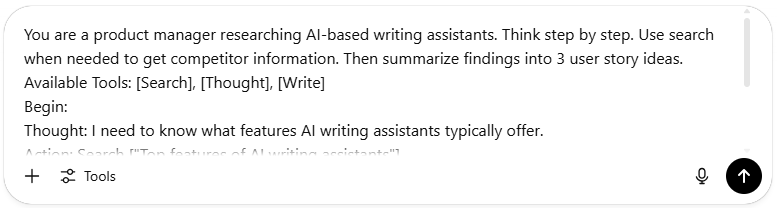 You are a product manager researching AI-based writing assistants. Think step by step. Use search
when needed to get competitor information. Then summarize findings into 3 user story ideas.
Available Tools: [Search], [Thought], [Write]
Begin:
Thought: I need to know what features AI writing assistants typically offer.
Action: Search ["Top features of AI writing assistants"]
Tools